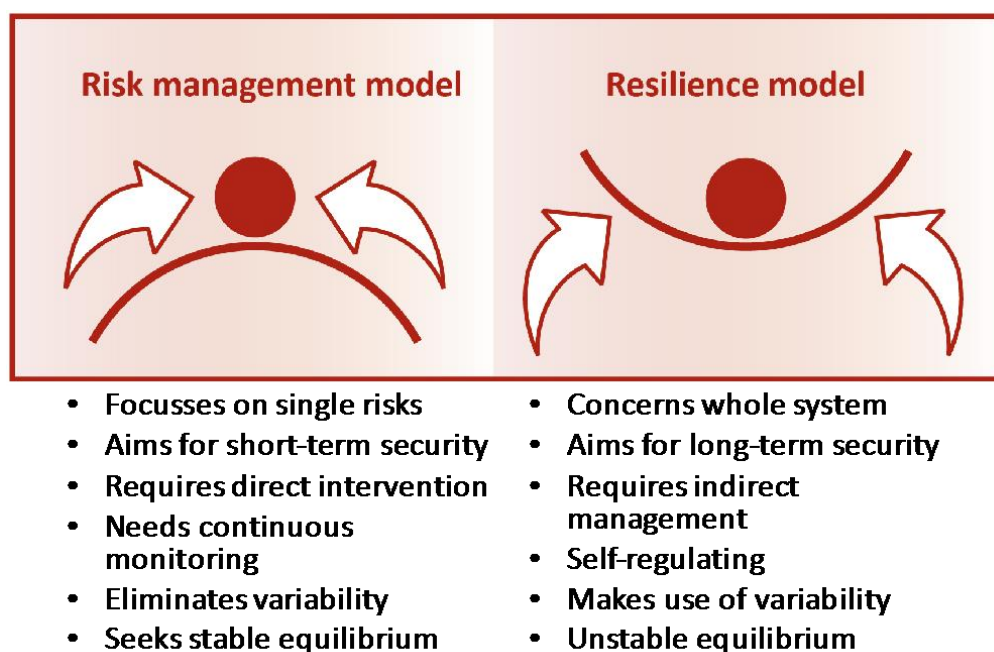 Risk management model
• Focusses on single risks
• Aims for short-term security
• Requires direct intervention
• Needs continuous
monitoring
• Eliminates variability
• Seeks stable equilibrium
Resilience model
• Concerns whole system
• Aims for long-term security
• Requires indirect
management
• Self-regulating
• Makes use of variability
• Unstable equilibrium